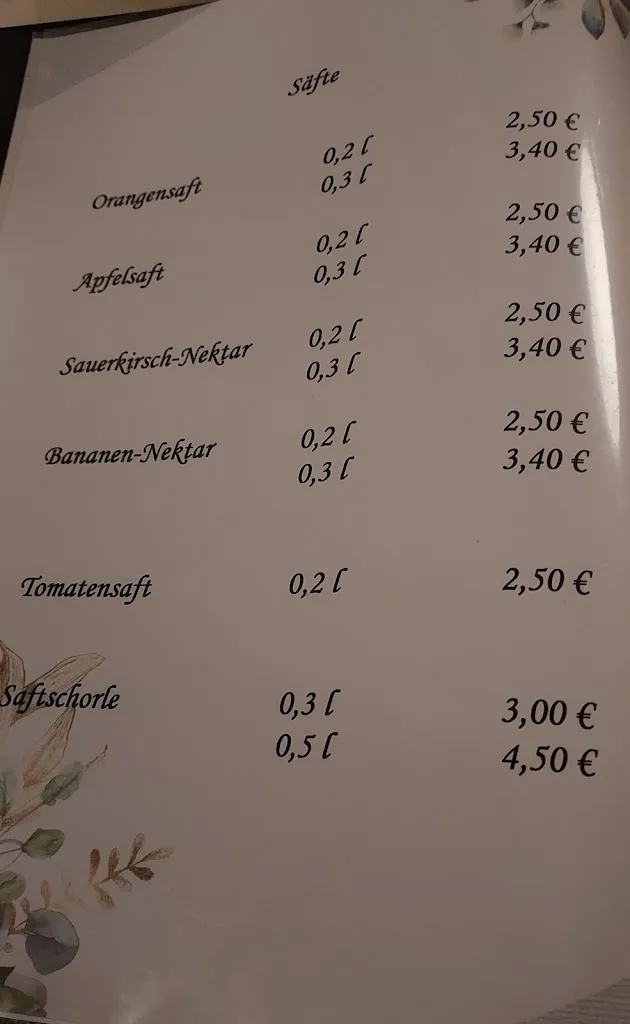 Säfte
0,2 l 2,50 €
Orangensaft 0,3 l 3,40 €
0,2 l 2,50 €
Apfelsaft 0,3 l 3,40 €
0,2 l 2,50 €
Sauerkirsch-Nektar 0,3 l 3,40 €
0,2 l 2,50 €
Bananen-Nektar 0,3 l 3,40 €
Tomatensaft 0,2 l 2,50 €
Saftschorle 0,3 l 3,00 €
0,5 l 4,50 €